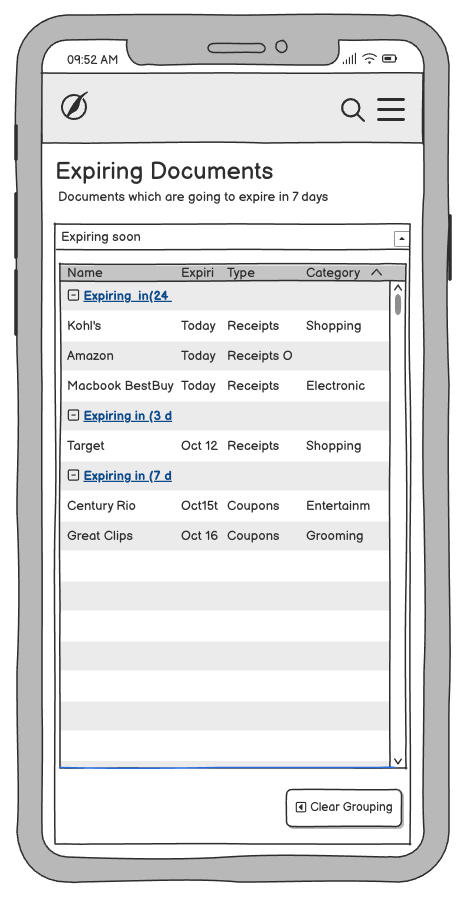 09:52 AM
Expiring Documents
Documents which are going to expire in 7 days
Expiring soon
Name Expiri Type Category
Expiring in(24
Kohl's Today Receipts Shopping
Amazon Today Receipts O
Macbook BestBuy Today Receipts Electronic
Expiring in (3 d
Target Oct 12 Receipts Shopping
Expiring in (7 d
Century Rio Oct15t Coupons Entertainm
Great Clips Oct 16 Coupons Grooming
Clear Grouping